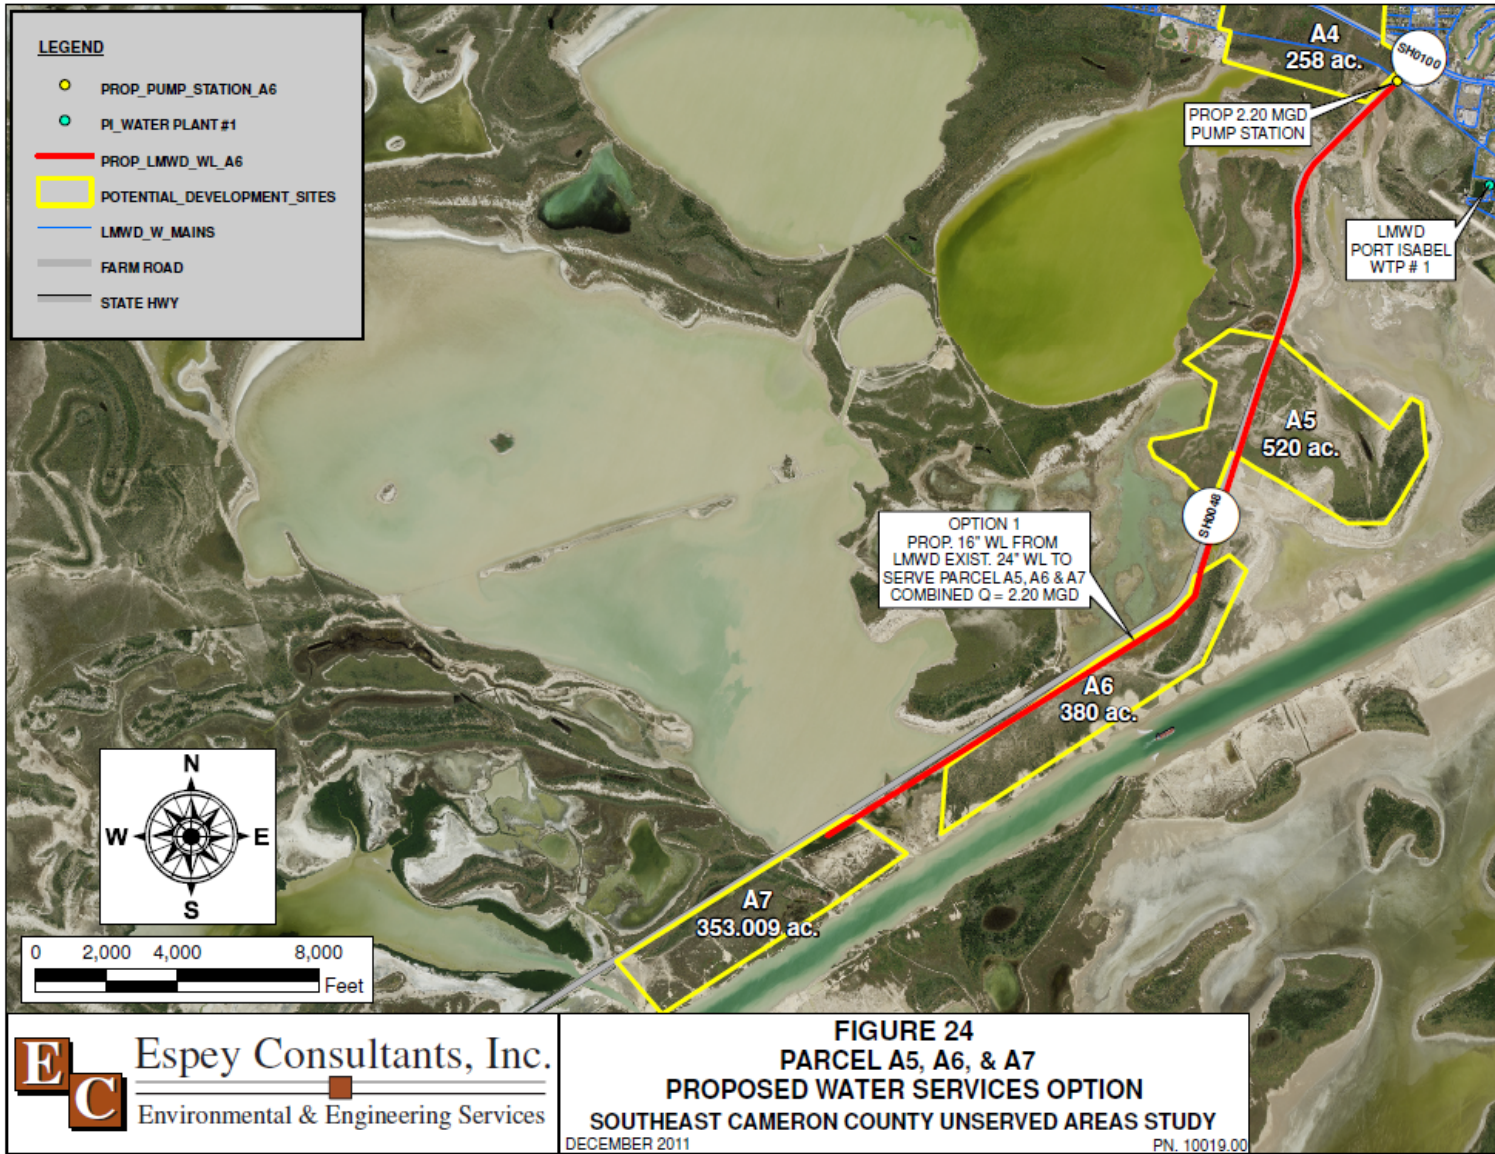 LEGEND
PROP_PUMP_STATION_A6
PI_WATER PLANT #1
PROP_LMWD_WL_A6
POTENTIAL_DEVELOPMENT_SITES
LMWD_W_MAINS
FARM ROAD
STATE HWY
A4
258 ac.
SH0100
PROP 2.20 MGD
PUMP STATION
LMWD
PORT ISABEL
WTP # 1
A5
520 ac.
SH0048
OPTION 1
PROP. 16" WL FROM
LMWD EXIST. 24" WL TO
SERVE PARCEL A5, A6 & A7
COMBINED Q = 2.20 MGD
A6
380 ac.
A7
353.009 ac.
N
W E
S
0 2,000 4,000 8,000
Feet
EC
Espey Consultants, Inc.
Environmental & Engineering Services
FIGURE 24
PARCEL A5, A6, & A7
PROPOSED WATER SERVICES OPTION
SOUTHEAST CAMERON COUNTY UNSERVED AREAS STUDY
DECEMBER 2011 PN. 10019.00